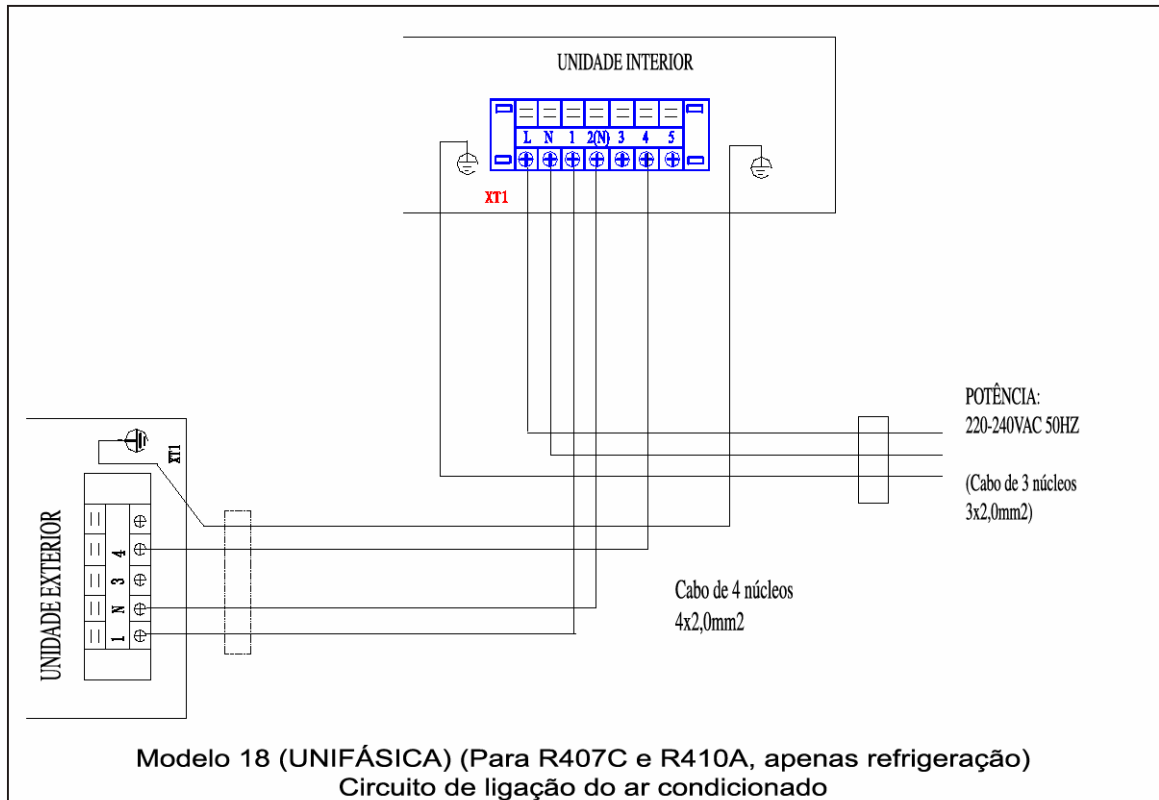 UNIDADE INTERIOR
L N 1 2(N) 3 4 5
XT1
POTÊNCIA:
220-240VAC 50HZ
(Cabo de 3 núcleos
3x2,0mm2)
XT1
UNIDADE EXTERIOR
4
3
N
1
Cabo de 4 núcleos
4x2,0mm2
Modelo 18 (UNIFÁSICA) (Para R407C e R410A, apenas refrigeração)
Circuito de ligação do ar condicionado